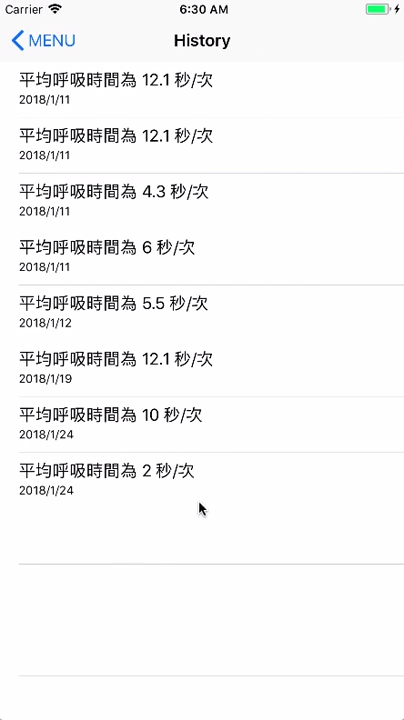 Carrier 6:30 AM
MENU History
平均呼吸時間為 12.1 秒/次
2018/1/11
平均呼吸時間為 12.1 秒/次
2018/1/11
平均呼吸時間為 4.3 秒/次
2018/1/11
平均呼吸時間為 6 秒/次
2018/1/11
平均呼吸時間為 5.5 秒/次
2018/1/12
平均呼吸時間為 12.1 秒/次
2018/1/19
平均呼吸時間為 10 秒/次
2018/1/24
平均呼吸時間為 2 秒/次
2018/1/24